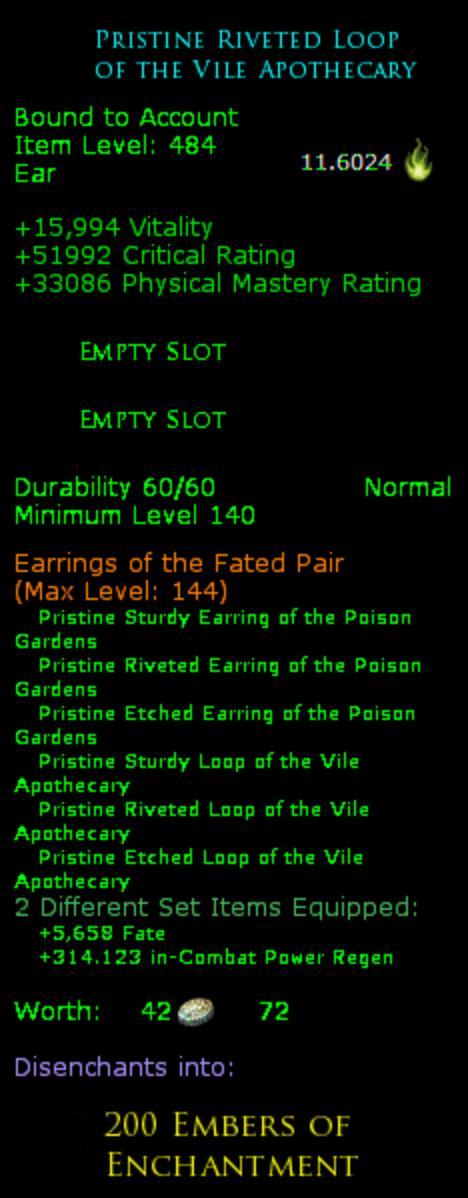 Pristine Riveted Loop
of the Vile Apothecary
Bound to Account
Item Level: 484
Ear
11.6024
+15,994 Vitality
+51992 Critical Rating
+33086 Physical Mastery Rating
Empty Slot
Empty Slot
Durability 60/60 Normal
Minimum Level 140
Earrings of the Fated Pair
(Max Level: 144)
Pristine Sturdy Earring of the Poison
Gardens
Pristine Riveted Earring of the Poison
Gardens
Pristine Etched Earring of the Poison
Gardens
Pristine Sturdy Loop of the Vile
Apothecary
Pristine Riveted Loop of the Vile
Apothecary
Pristine Etched Loop of the Vile
Apothecary
2 Different Set Items Equipped:
+5,658 Fate
+314.123 in-Combat Power Regen
Worth: 42 72
Disenchants into:
200 Embers of
Enchantment